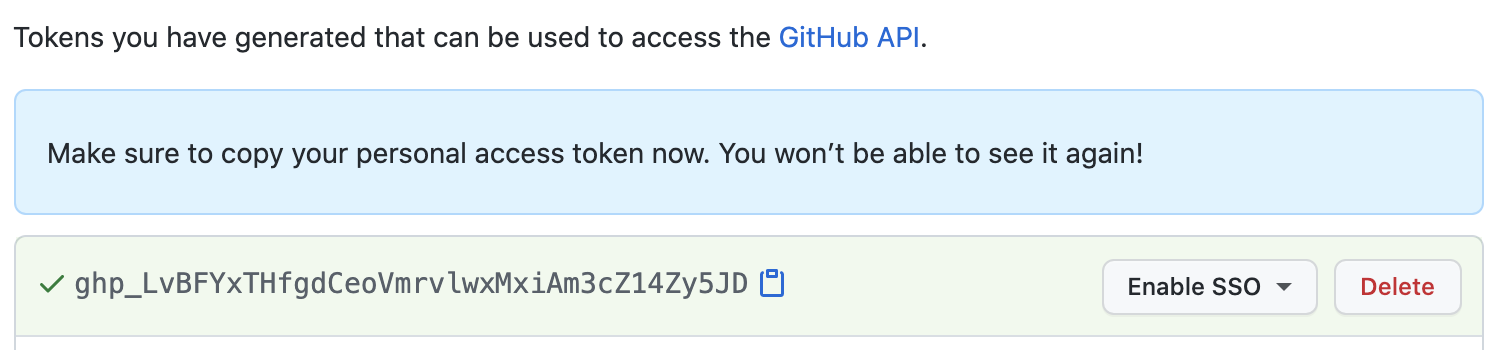 Tokens you have generated that can be used to access the GitHub API.
Make sure to copy your personal access token now. You won’t be able to see it again!
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
Enable SSO
Delete